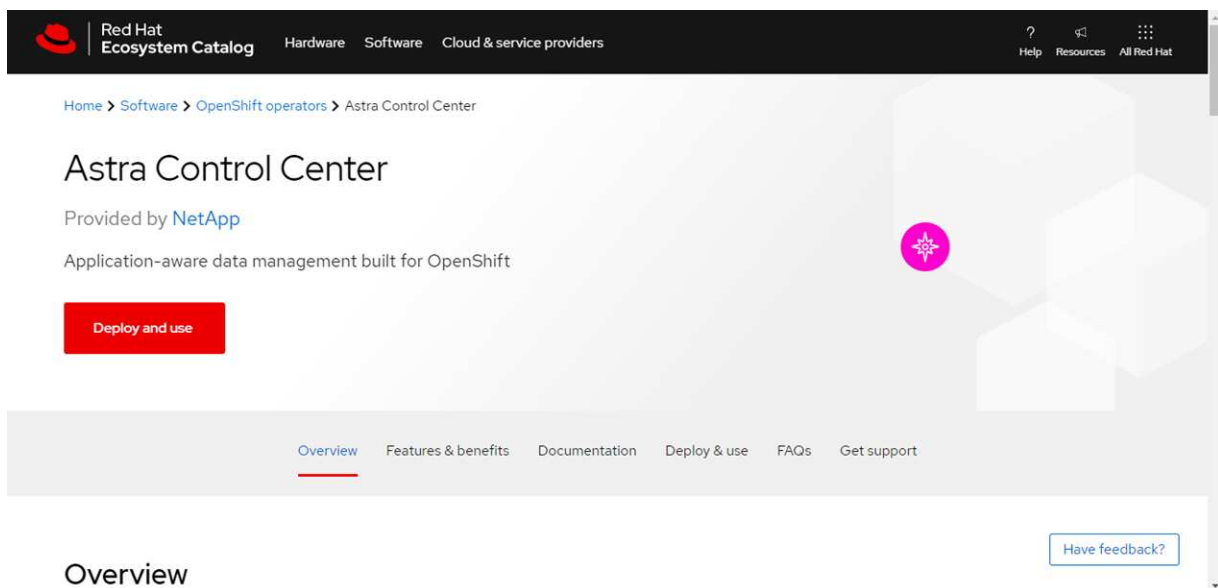 Red Hat
Ecosystem Catalog
Hardware Software Cloud & service providers
?
Help Resources All Red Hat
Home > Software > OpenShift operators > Astra Control Center
Astra Control Center
Provided by NetApp
Application-aware data management built for OpenShift
Deploy and use
Overview Features & benefits Documentation Deploy & use FAQs Get support
Have feedback?
Overview